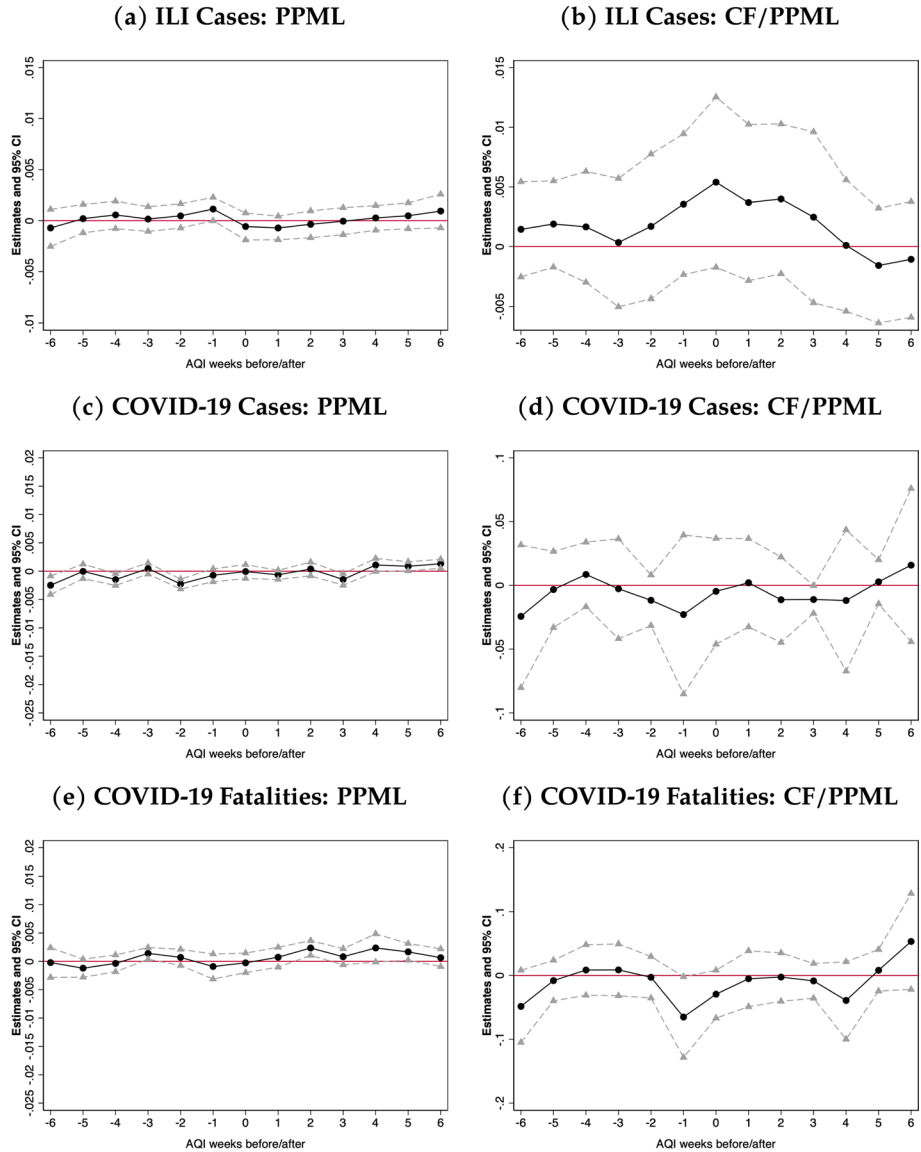 (a) ILI Cases: PPML
(b) ILI Cases: CF/PPML
Estimates and 95% CI
.015
.01
.005
0
-.005
-.01
-6 -5 -4 -3 -2 -1 0 1 2 3 4 5 6
AQI weeks before/after
Estimates and 95% CI
.015
.01
.005
0
-.005
-6 -5 -4 -3 -2 -1 0 1 2 3 4 5 6
AQI weeks before/after
(c) COVID-19 Cases: PPML
(d) COVID-19 Cases: CF/PPML
Estimates and 95% CI
.02
.015
.01
.005
0
-.005
-.01
-.015
-.02
-.025
-6 -5 -4 -3 -2 -1 0 1 2 3 4 5 6
AQI weeks before/after
Estimates and 95% CI
.1
.05
0
-.05
-.1
-6 -5 -4 -3 -2 -1 0 1 2 3 4 5 6
AQI weeks before/after
(e) COVID-19 Fatalities: PPML
(f) COVID-19 Fatalities: CF/PPML
Estimates and 95% CI
.02
.015
.01
.005
0
-.005
-.01
-.015
-.02
-.025
-6 -5 -4 -3 -2 -1 0 1 2 3 4 5 6
AQI weeks before/after
Estimates and 95% CI
.2
.1
0
-.1
-.2
-6 -5 -4 -3 -2 -1 0 1 2 3 4 5 6
AQI weeks before/after